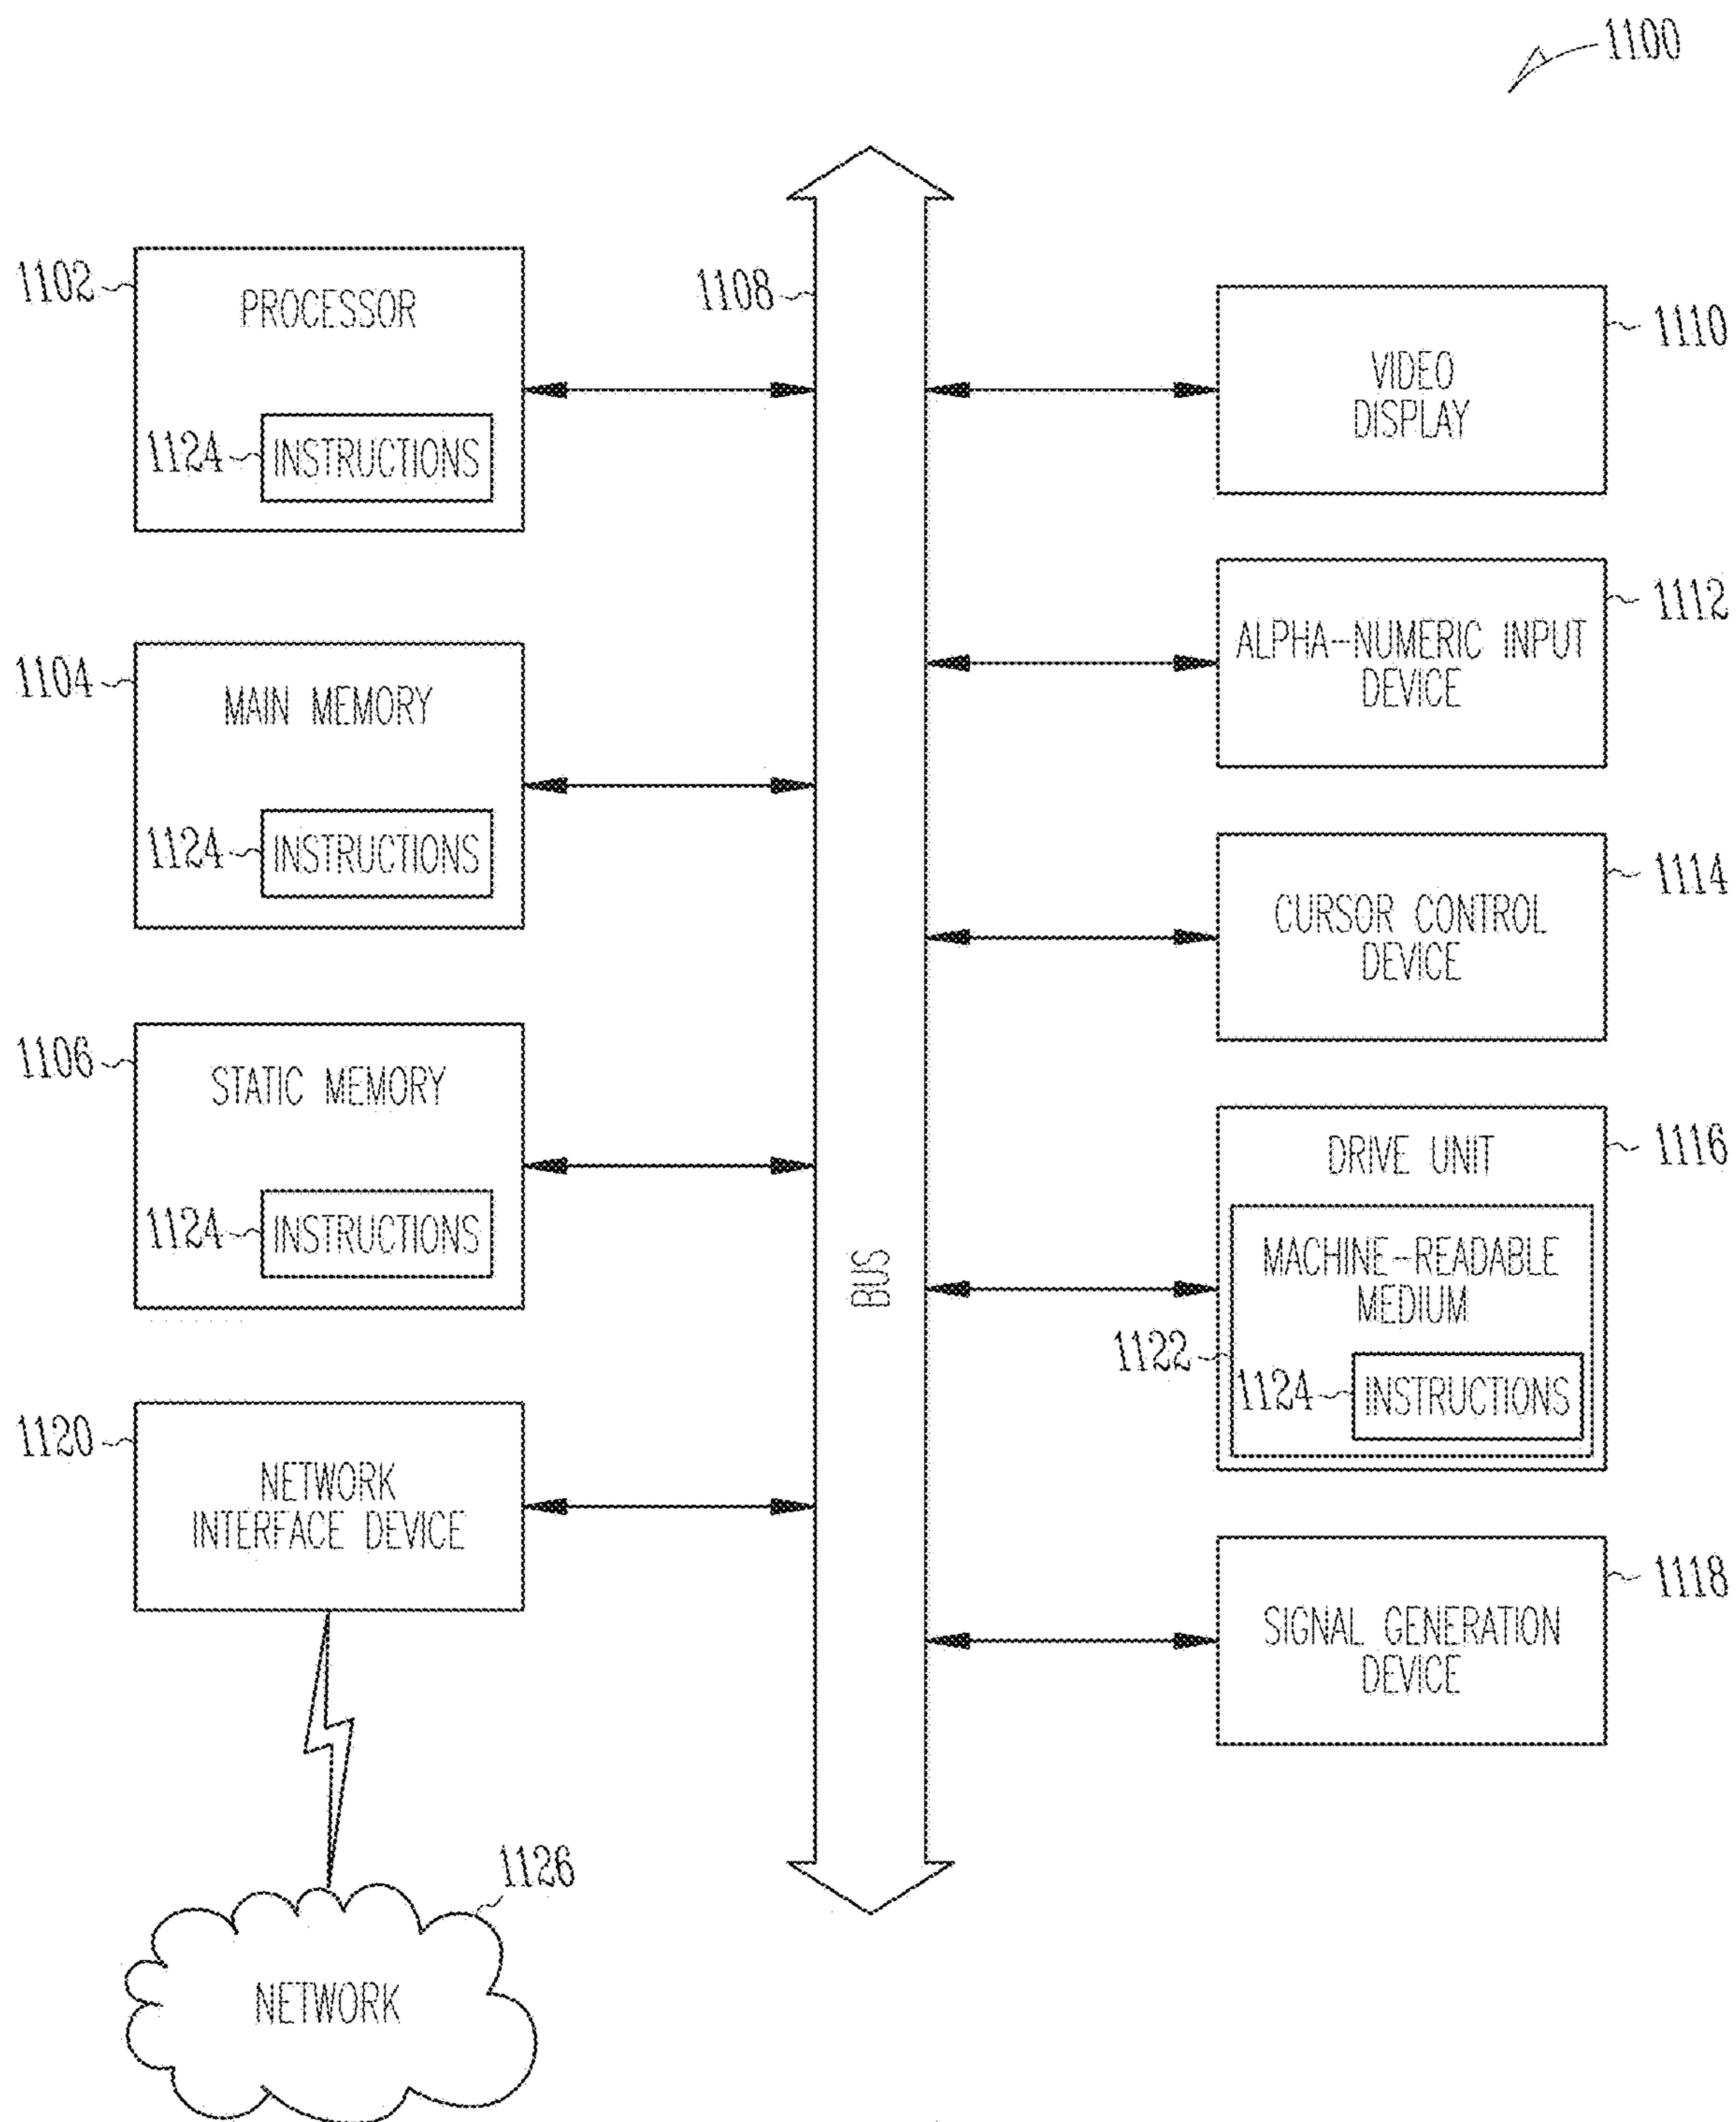 1100
1102
PROCESSOR
1124
INSTRUCTIONS
1104
MAIN MEMORY
1124
INSTRUCTIONS
1106
STATIC MEMORY
1124
INSTRUCTIONS
1120
NETWORK
INTERFACE DEVICE
1126
NETWORK
1108
BUS
1110
VIDEO
DISPLAY
1112
ALPHA-NUMERIC INPUT
DEVICE
1114
CURSOR CONTROL
DEVICE
1116
DRIVE UNIT
MACHINE-READABLE
MEDIUM
1122
1124
INSTRUCTIONS
1118
SIGNAL GENERATION
DEVICE